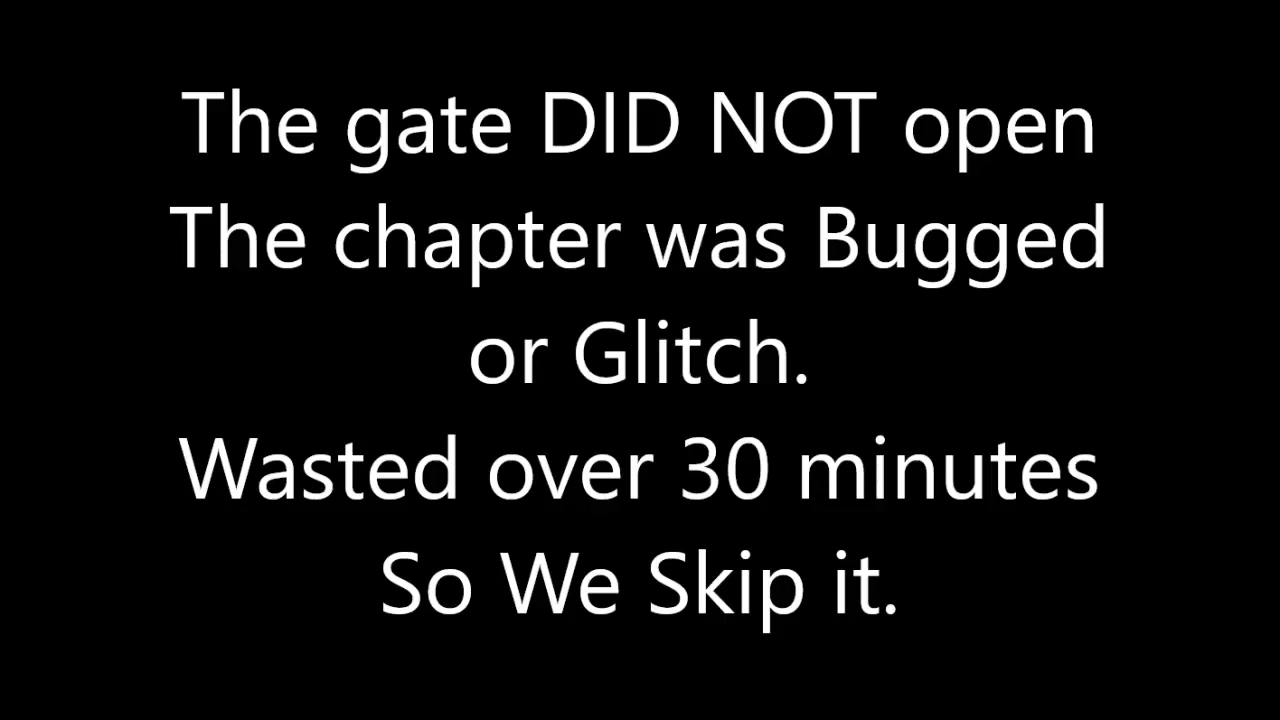 The gate DID NOT open
The chapter was Bugged
or Glitch.
Wasted over 30 minutes
So We Skip it.